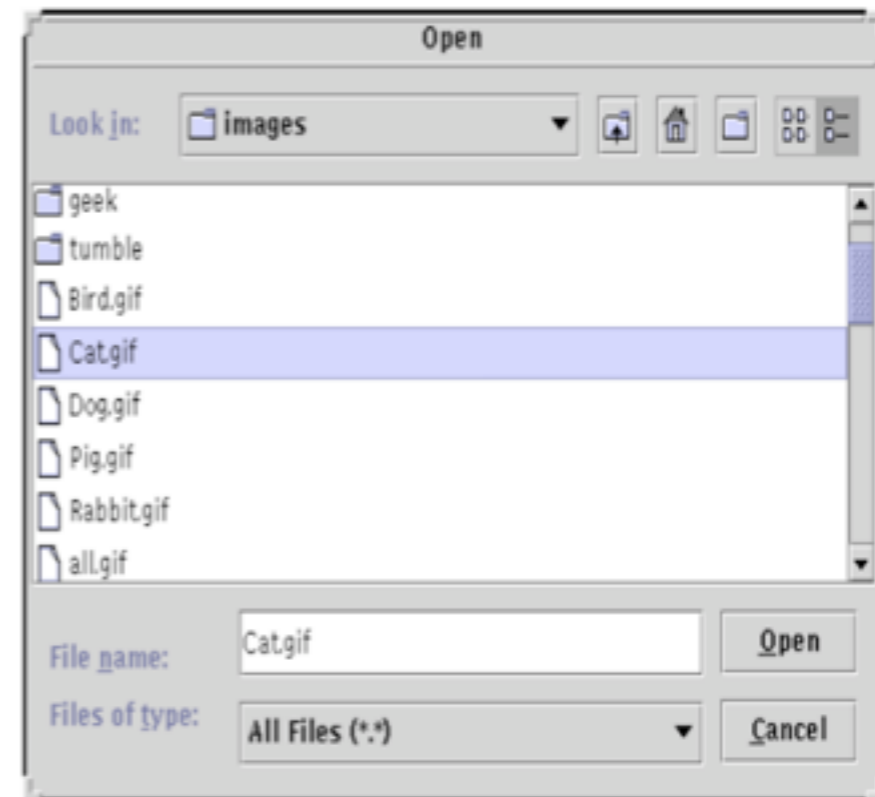 Open
Look in: images
geek
tumble
Bird.gif
Cat.gif
Dog.gif
Pig.gif
Rabbit.gif
all.gif
File name: Cat.gif Open
Files of type: All Files (*.*) Cancel